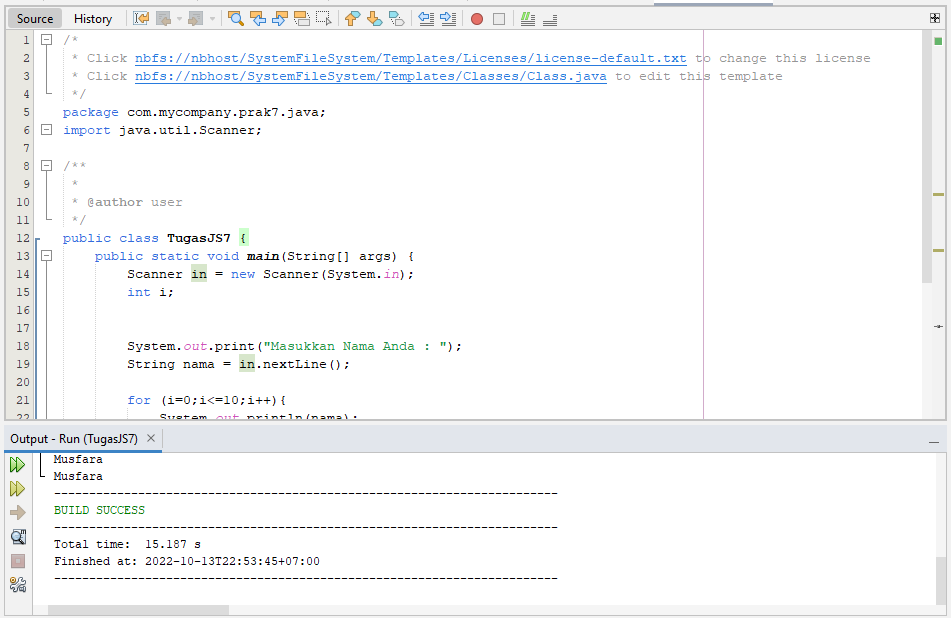 Source History
1 /*
2 * Click nbfs://nbhost/SystemFileSystem/Templates/Licenses/license-default.txt to change this license
3 * Click nbfs://nbhost/SystemFileSystem/Templates/Classes/Class.java to edit this template
4 */
5 package com.mycompany.prak7.java;
6 import java.util.Scanner;
7
8 /**
9 *
10 * @author user
11 */
12 public class TugasJS7 {
13 public static void main(String[] args) {
14 Scanner in = new Scanner(System.in);
15 int i;
16
17
18 System.out.print("Masukkan Nama Anda : ");
19 String nama = in.nextLine();
20
21 for (i=0;i<=10;i++){
22 System.out.println(nama);
Output - Run (TugasJS7) ×
Musfara
Musfara
------------------------------------------------------------------------
BUILD SUCCESS
------------------------------------------------------------------------
Total time:  15.187 s
Finished at: 2022-10-13T22:53:45+07:00
------------------------------------------------------------------------